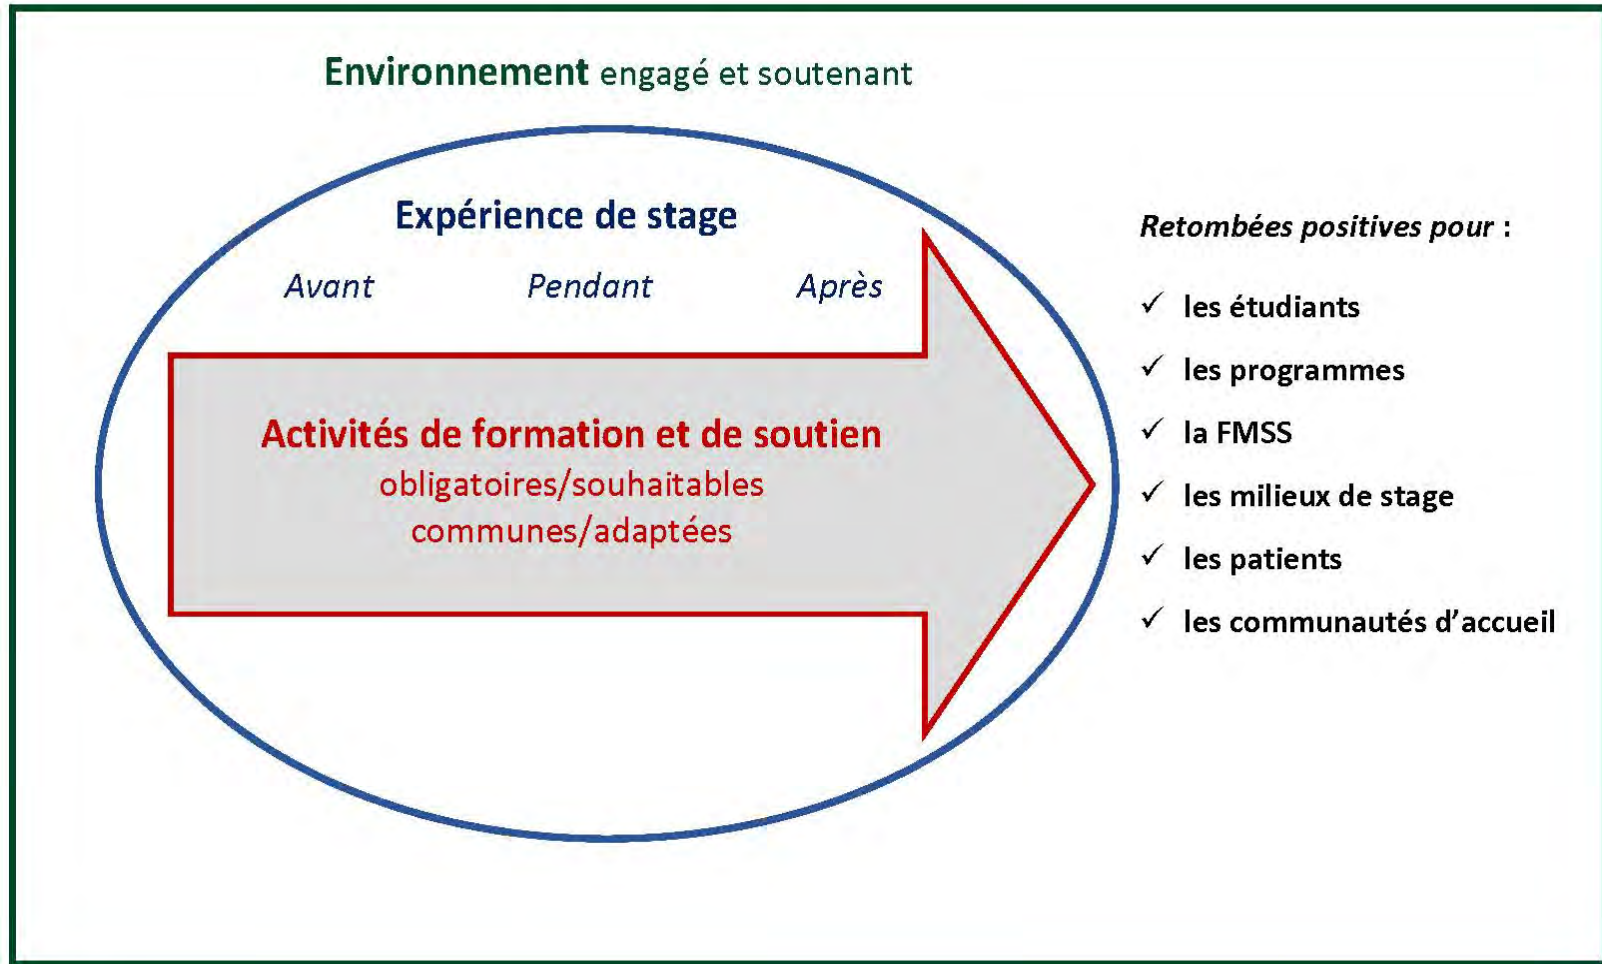 Environnement engagé et soutenant
Expérience de stage
Avant Pendant Après
Activités de formation et de soutien
obligatoires/souhaitables
communes/adaptées
Retombées positives pour :
✓ les étudiants
✓ les programmes
✓ la FMSS
✓ les milieux de stage
✓ les patients
✓ les communautés d’accueil